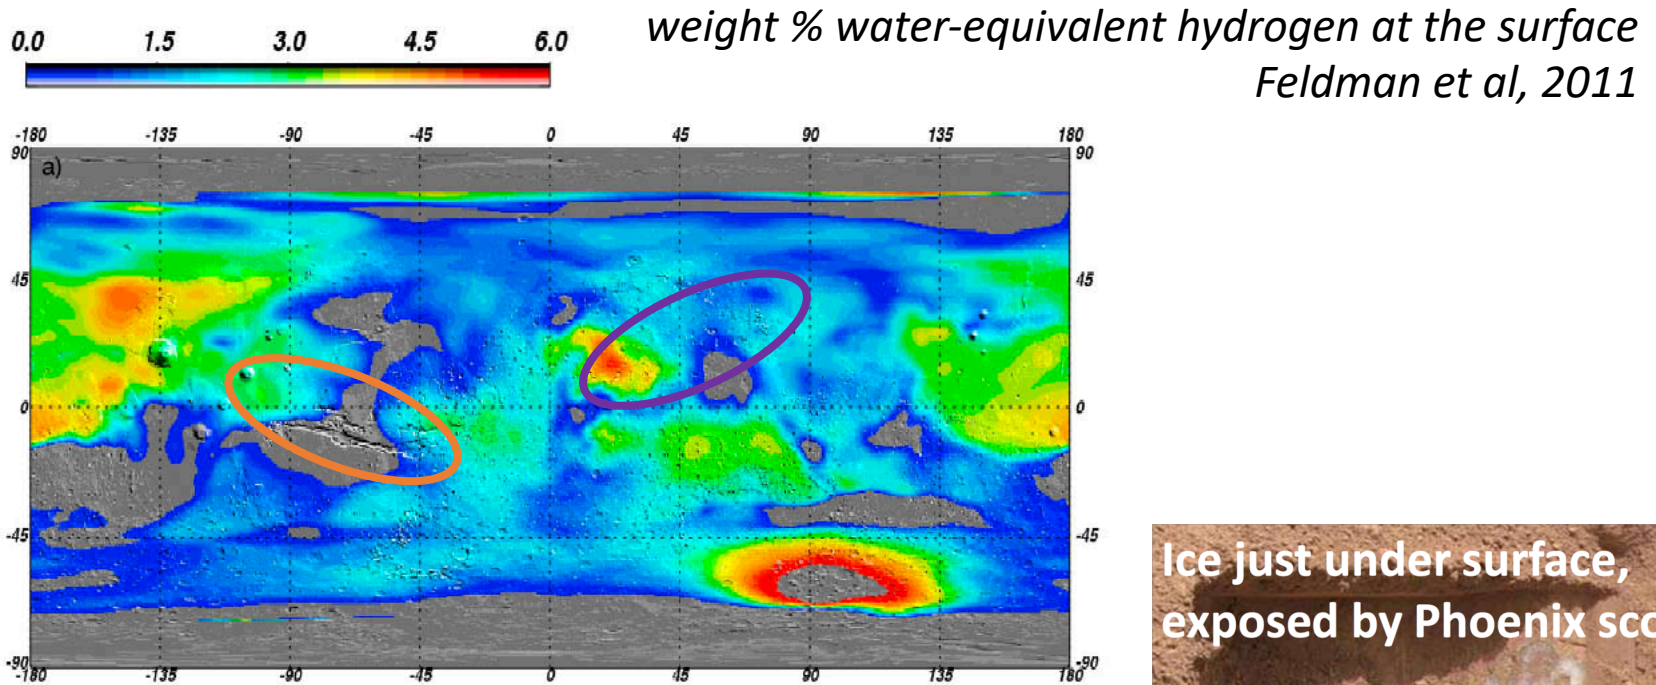 weight % water-equivalent hydrogen at the surface
Feldman et al, 2011
0.0 1.5 3.0 4.5 6.0
-180 -135 -90 -45 0 45 90 135 180
90 90
a)
45 45
0 0
-45 -45
-90 -90
-180 -135 -90 -45 0 45 90 135 180
Ice just under surface,
exposed by Phoenix sco